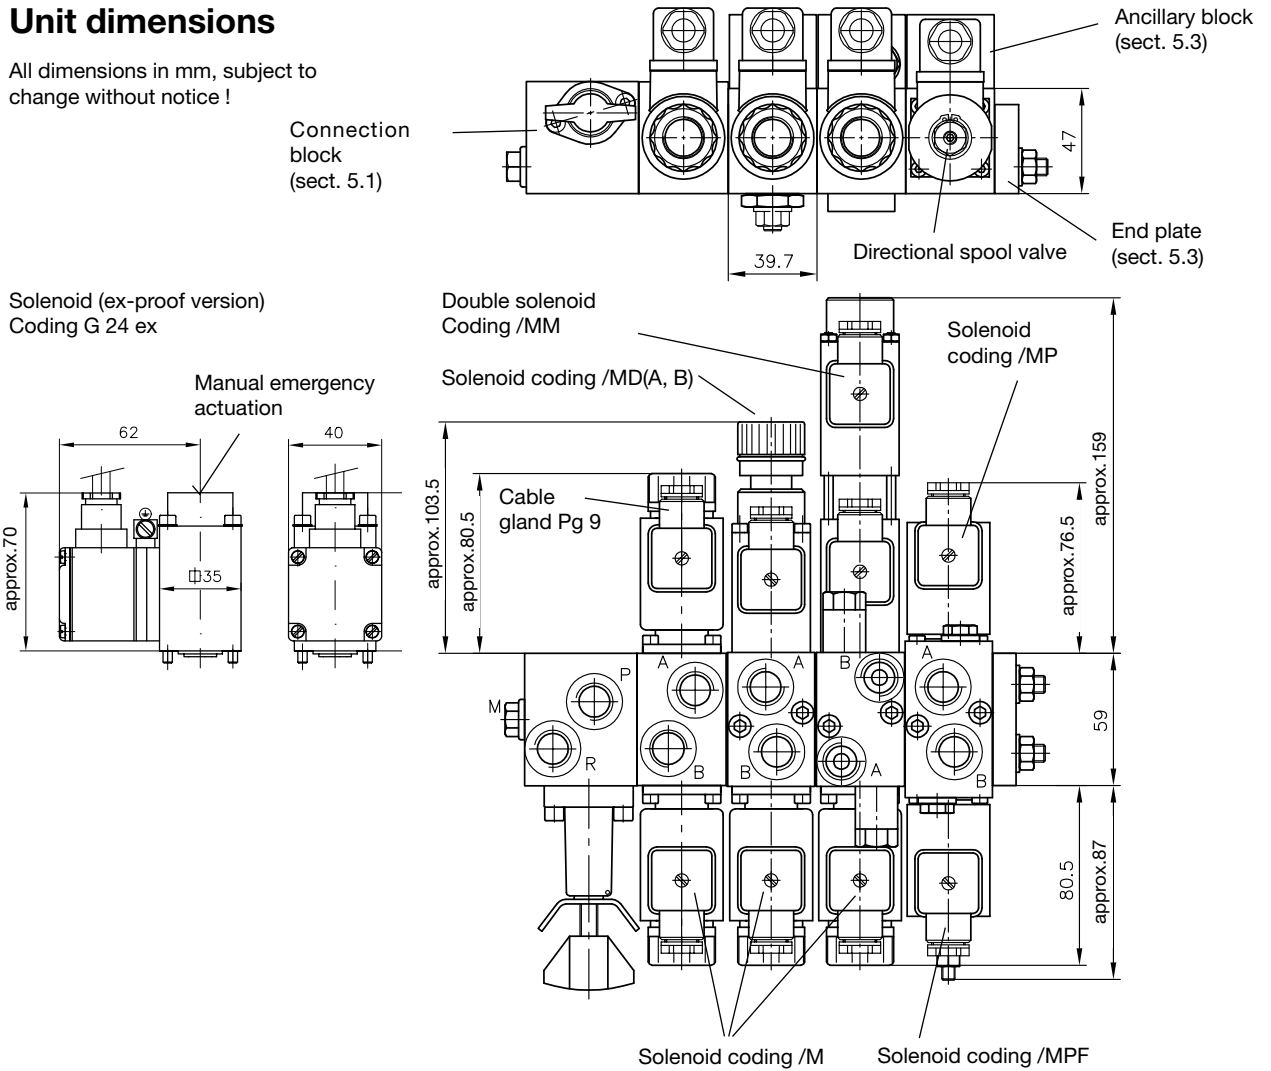 Unit dimensions
All dimensions in mm, subject to
change without notice !
Connection
block
(sect. 5.1)
Ancillary block
(sect. 5.3)
47
End plate
(sect. 5.3)
Directional spool valve
39.7
Solenoid (ex-proof version)
Coding G 24 ex
Manual emergency
actuation
62
40
approx.70
35
Double solenoid
Coding /MM
Solenoid coding /MD(A, B)
Solenoid
coding /MP
Cable
gland Pg 9
approx.103.5
approx.80.5
approx.76.5
approx.159
M
P
R
A
B
A
B
B
A
A
B
59
80.5
approx.87
Solenoid coding /M
Solenoid coding /MPF